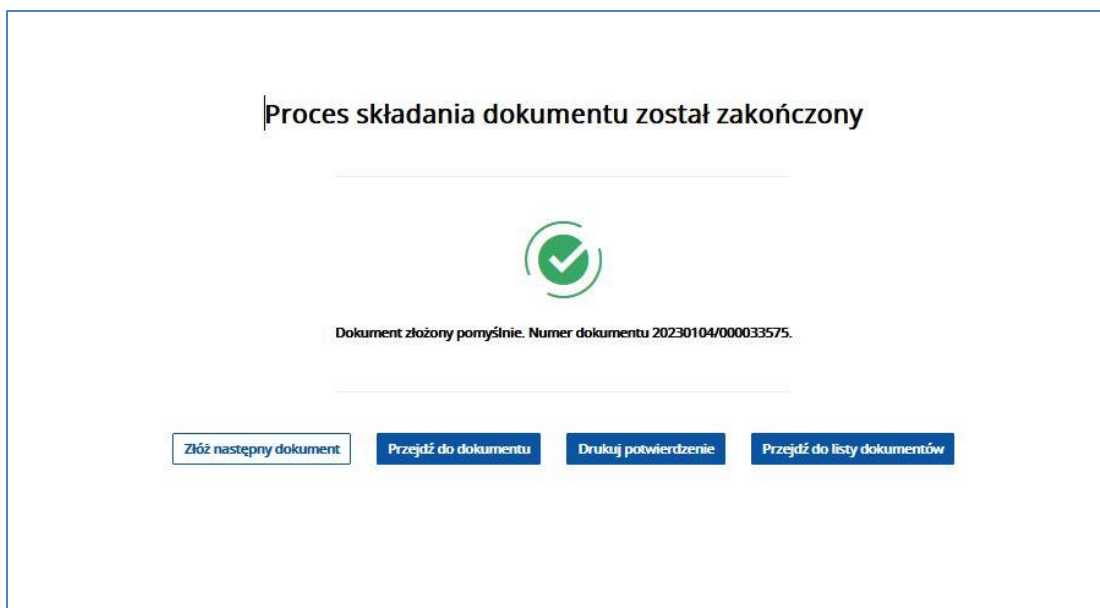 Proces składania dokumentu został zakończony
Dokument złożony pomyślnie. Numer dokumentu 20230104/000033575.
Złóż następny dokument
Przejdź do dokumentu
Drukuj potwierdzenie
Przejdź do listy dokumentów